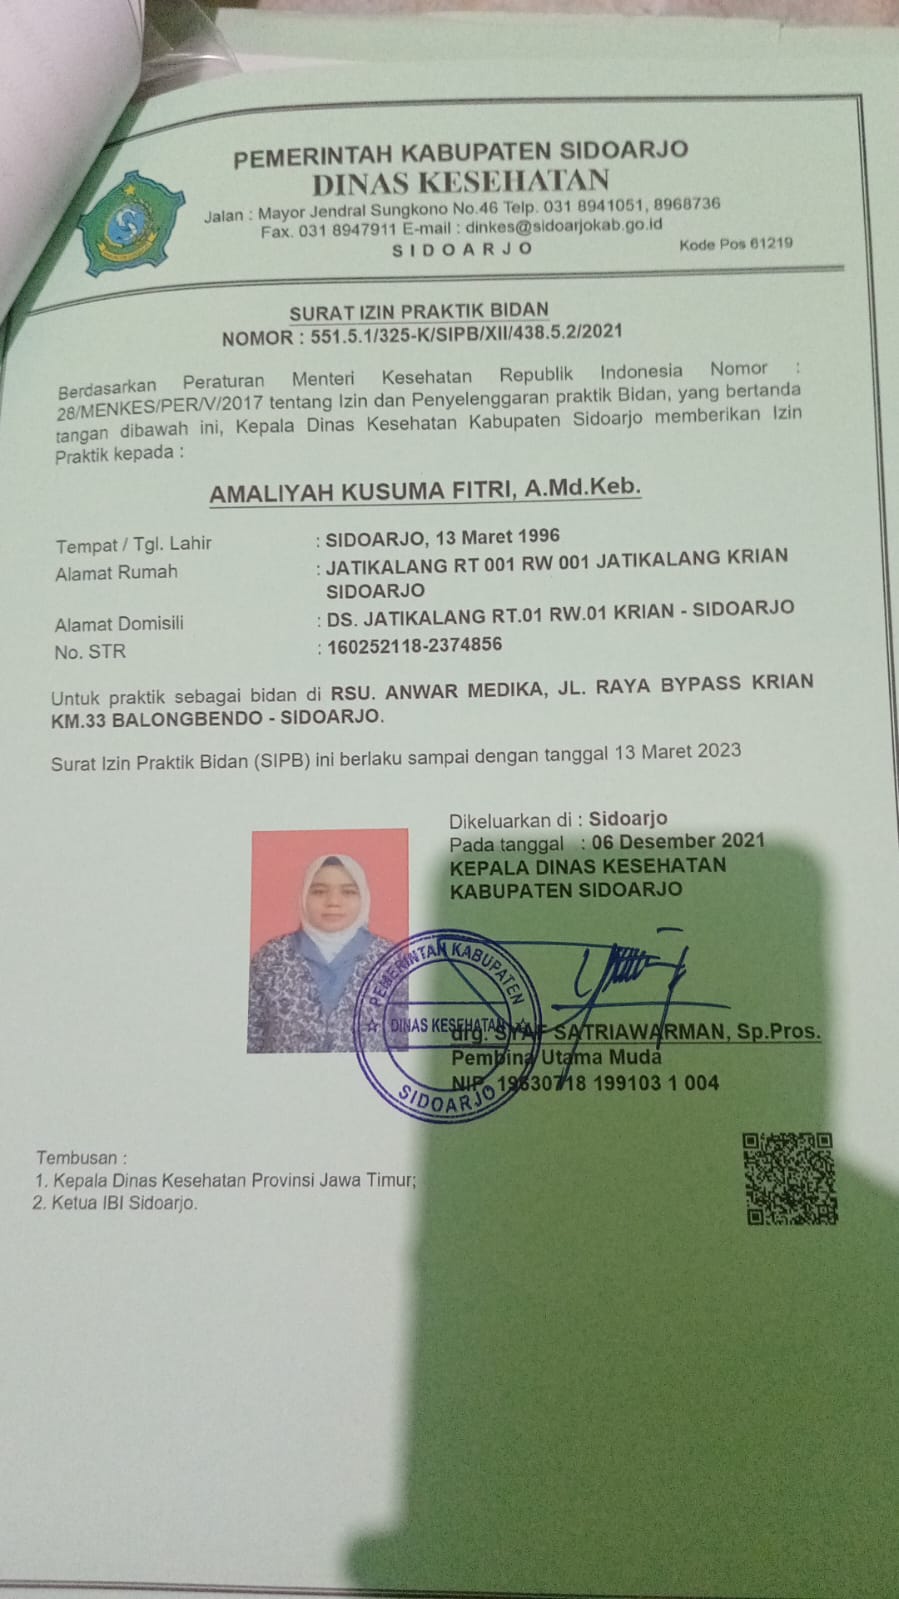 PEMERINTAH KABUPATEN SIDOARJO
DINAS KESEHATAN
Jalan : Mayor Jendral Sungkono No.46 Telp. 031 8941051, 8968736
Fax. 031 8947911 E-mail : dinkes@sidoarjokab.go.id
SIDOARJO Kode Pos 61219
SURAT IZIN PRAKTIK BIDAN
NOMOR : 551.5.1/325-K/SIPB/XII/438.5.2/2021
Berdasarkan Peraturan Menteri Kesehatan Republik Indonesia Nomor :
28/MENKES/PER/V/2017 tentang Izin dan Penyelenggaran praktik Bidan, yang bertanda
tangan dibawah ini, Kepala Dinas Kesehatan Kabupaten Sidoarjo memberikan Izin
Praktik kepada :
AMALIYAH KUSUMA FITRI, A.Md.Keb.
Tempat / Tgl. Lahir : SIDOARJO, 13 Maret 1996
Alamat Rumah : JATIKALANG RT 001 RW 001 JATIKALANG KRIAN
SIDOARJO
Alamat Domisili : DS. JATIKALANG RT.01 RW.01 KRIAN - SIDOARJO
No. STR : 160252118-2374856
Untuk praktik sebagai bidan di RSU. ANWAR MEDIKA, JL. RAYA BYPASS KRIAN
KM.33 BALONGBENDO - SIDOARJO.
Surat Izin Praktik Bidan (SIPB) ini berlaku sampai dengan tanggal 13 Maret 2023
Dikeluarkan di : Sidoarjo
Pada tanggal : 06 Desember 2021
KEPALA DINAS KESEHATAN
KABUPATEN SIDOARJO
PEMERINTAH KABUPATEN
DINAS KESEHATAN
SIDOARJO
drg. SYAF SATRIAWARMAN, Sp.Pros.
Pembina Utama Muda
NIP. 19630718 199103 1 004
Tembusan :
1. Kepala Dinas Kesehatan Provinsi Jawa Timur;
2. Ketua IBI Sidoarjo.